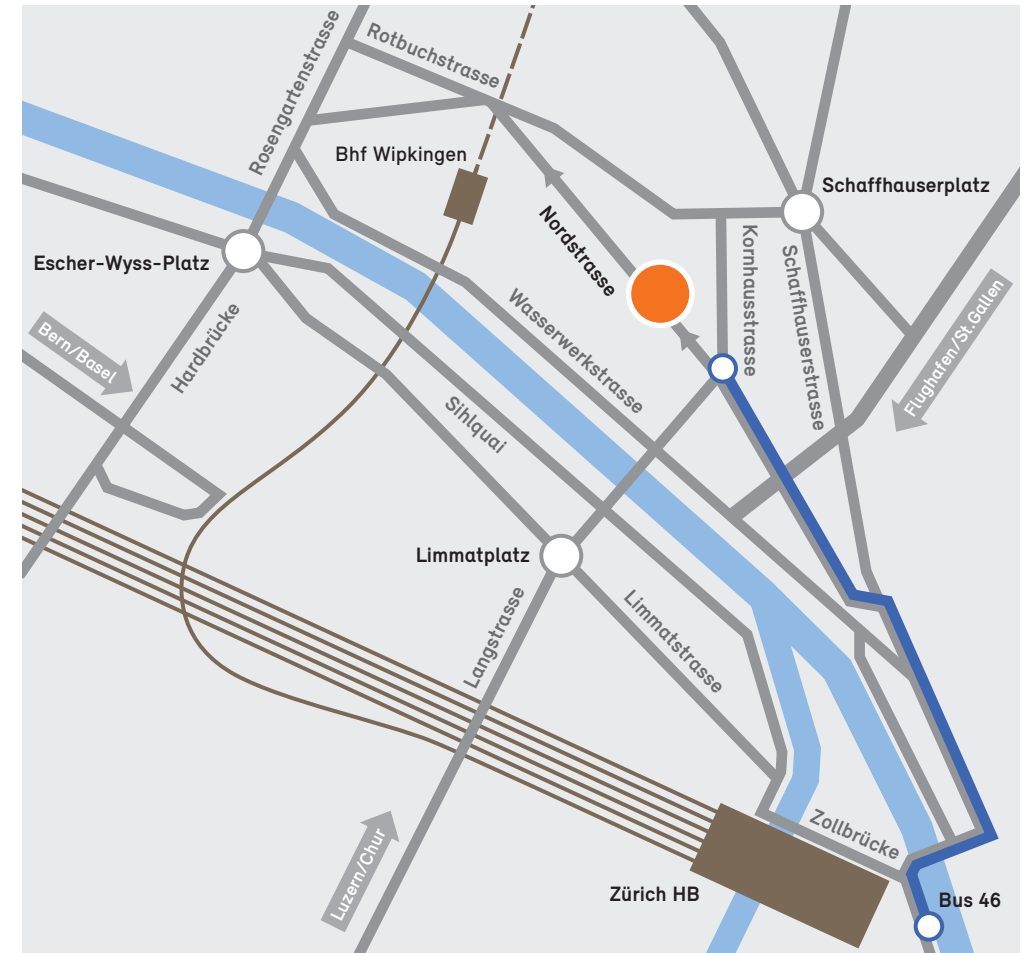 Rotbuchstrasse
Rosengartenstrasse
Bhf Wipkingen
Schaffhauserplatz
Nordstrasse
Kornhausstrasse
Schaffhauserstrasse
Escher-Wyss-Platz
Wasserwerkstrasse
Flughafen/St.Gallen
Bern/Basel
Hardbrücke
Sihlquai
Limmatplatz
Langstrasse
Limmatstrasse
Zollbrücke
Luzern/Chur
Zürich HB
Bus 46